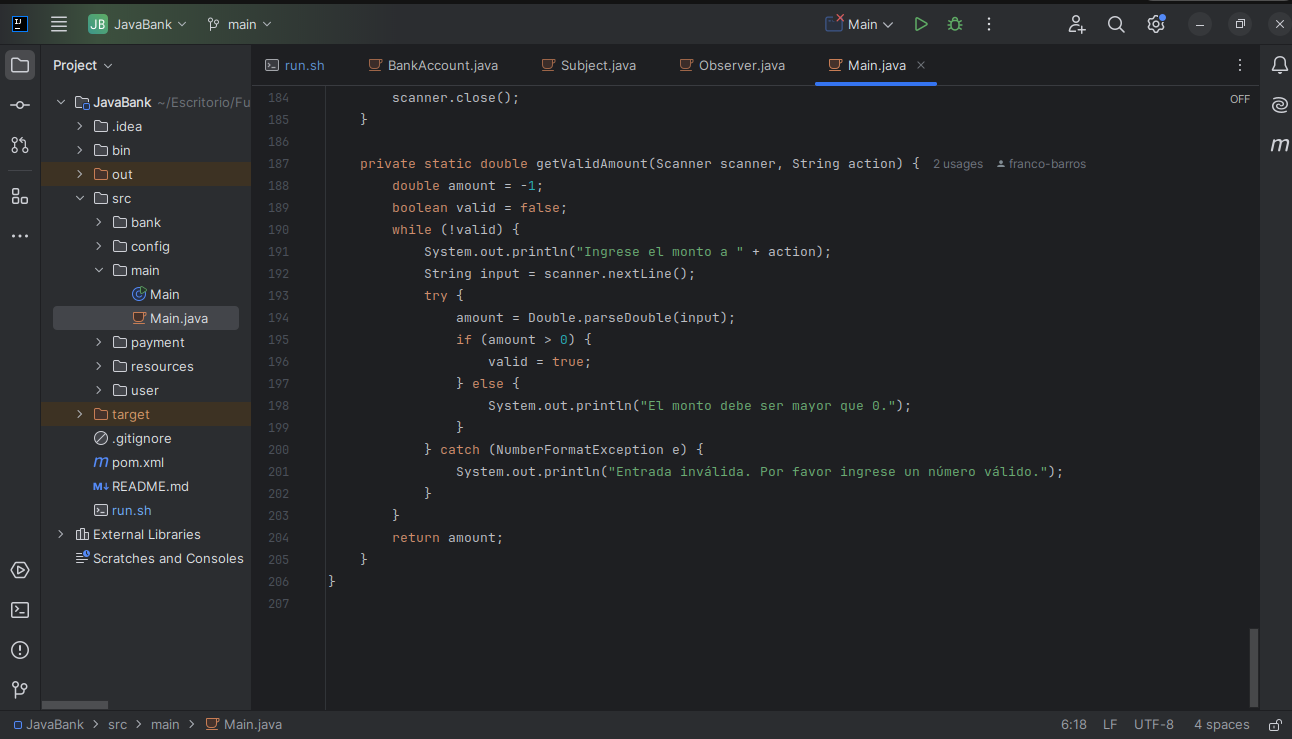 JB JavaBank main Main
Project run.sh BankAccount.java Subject.java Observer.java Main.java
OFF
JavaBank ~/Escritorio/Fu
.idea
bin
out
src
bank
config
main
Main
Main.java
payment
resources
user
target
.gitignore
m pom.xml
M↓ README.md
run.sh
External Libraries
Scratches and Consoles
184 scanner.close();
185 }
186
187 private static double getValidAmount(Scanner scanner, String action) { 2 usages franco-barros
188 double amount = -1;
189 boolean valid = false;
190 while (!valid) {
191 System.out.println("Ingrese el monto a " + action);
192 String input = scanner.nextLine();
193 try {
194 amount = Double.parseDouble(input);
195 if (amount > 0) {
196 valid = true;
197 } else {
198 System.out.println("El monto debe ser mayor que 0.");
199 }
200 } catch (NumberFormatException e) {
201 System.out.println("Entrada inválida. Por favor ingrese un número válido.");
202 }
203 }
204 return amount;
205 }
206 }
207
m
JavaBank > src > main > Main.java 6:18 LF UTF-8 4 spaces